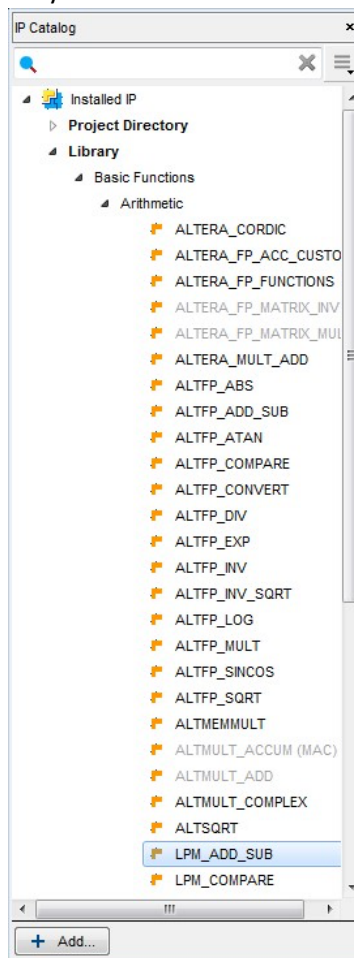 IP Catalog
Installed IP
Project Directory
Library
Basic Functions
Arithmetic
ALTERA_CORDIC
ALTERA_FP_ACC_CUSTO
ALTERA_FP_FUNCTIONS
ALTERA_FP_MATRIX_INV
ALTERA_FP_MATRIX_MUL
ALTERA_MULT_ADD
ALTFP_ABS
ALTFP_ADD_SUB
ALTFP_ATAN
ALTFP_COMPARE
ALTFP_CONVERT
ALTFP_DIV
ALTFP_EXP
ALTFP_INV
ALTFP_INV_SQRT
ALTFP_LOG
ALTFP_MULT
ALTFP_SINCOS
ALTFP_SQRT
ALTMEMMULT
ALTMULT_ACCUM (MAC)
ALTMULT_ADD
ALTMULT_COMPLEX
ALTSQRT
LPM_ADD_SUB
LPM_COMPARE
+ Add...